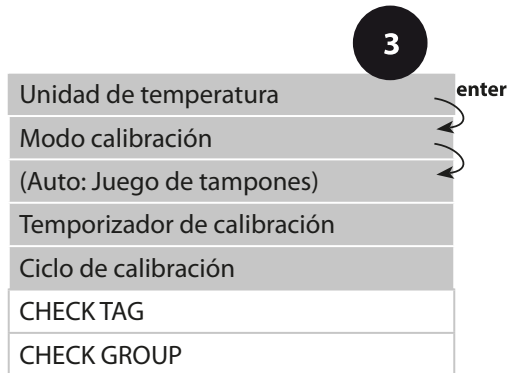 3
Unidad de temperatura
enter
Modo calibración
(Auto: Juego de tampones)
Temporizador de calibración
Ciclo de calibración
CHECK TAG
CHECK GROUP